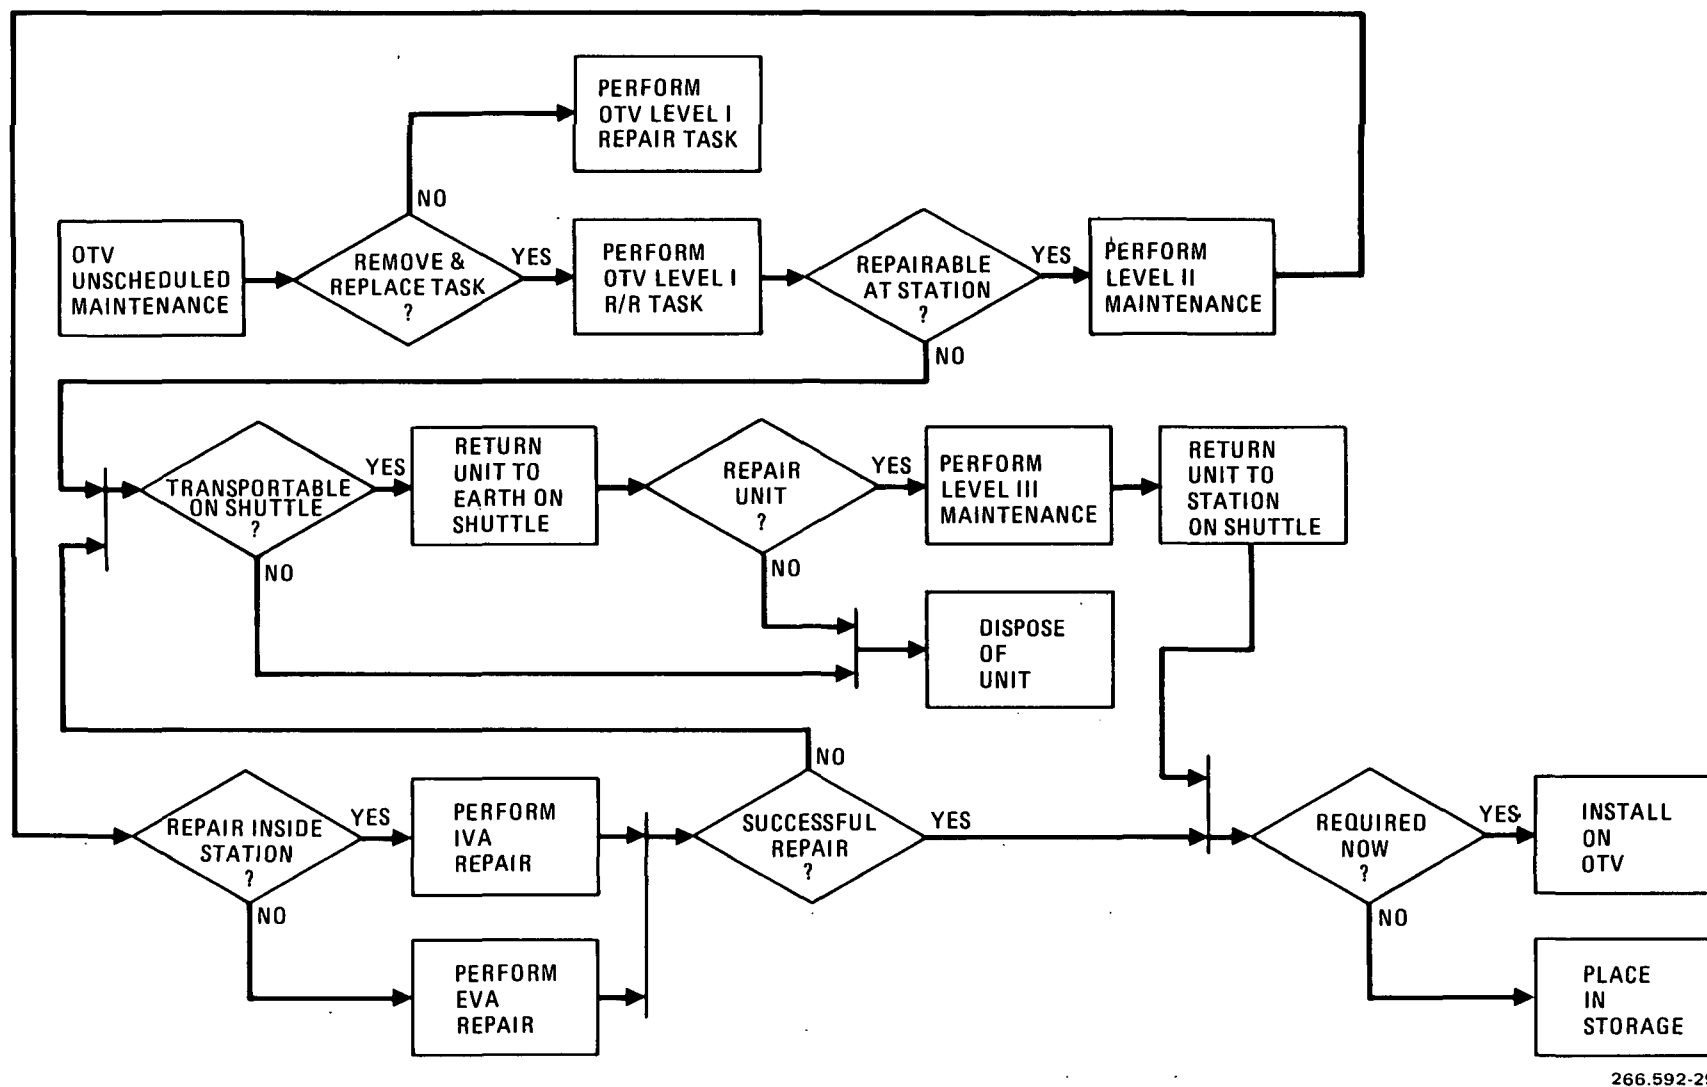 PERFORM
OTV LEVEL I
REPAIR TASK
NO
OTV
UNSCHEDULED
MAINTENANCE
REMOVE &
REPLACE TASK
?
YES
PERFORM
OTV LEVEL I
R/R TASK
REPAIRABLE
AT STATION
?
YES
PERFORM
LEVEL II
MAINTENANCE
NO
TRANSPORTABLE
ON SHUTTLE
?
YES
RETURN
UNIT TO
EARTH ON
SHUTTLE
REPAIR
UNIT
?
YES
PERFORM
LEVEL III
MAINTENANCE
RETURN
UNIT TO
STATION
ON SHUTTLE
NO
NO
DISPOSE
OF
UNIT
NO
REPAIR INSIDE
STATION
?
YES
PERFORM
IVA
REPAIR
SUCCESSFUL
REPAIR
?
YES
REQUIRED
NOW
?
YES
INSTALL
ON
OTV
NO
PERFORM
EVA
REPAIR
NO
PLACE
IN
STORAGE